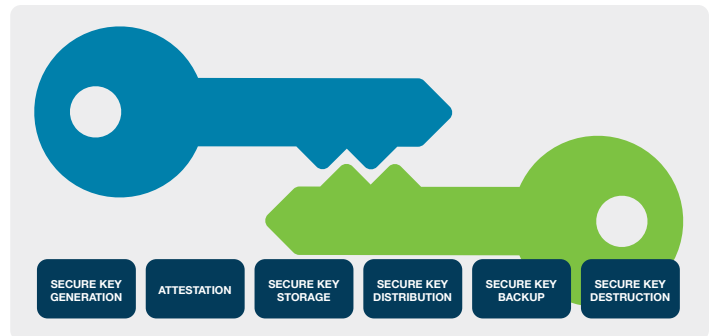 SECURE KEY
GENERATION
ATTESTATION
SECURE KEY
STORAGE
SECURE KEY
DISTRIBUTION
SECURE KEY
BACKUP
SECURE KEY
DESTRUCTION